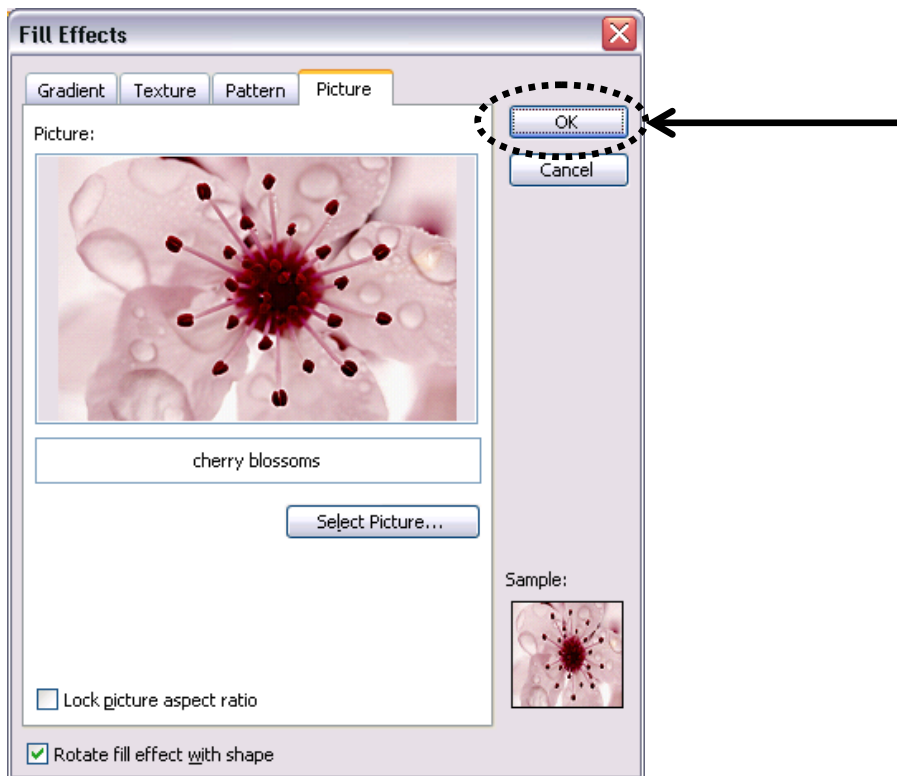 Fill Effects
Gradient Texture Pattern Picture
Picture:
OK
Cancel
cherry blossoms
Select Picture...
Sample:
Lock picture aspect ratio
Rotate fill effect with shape